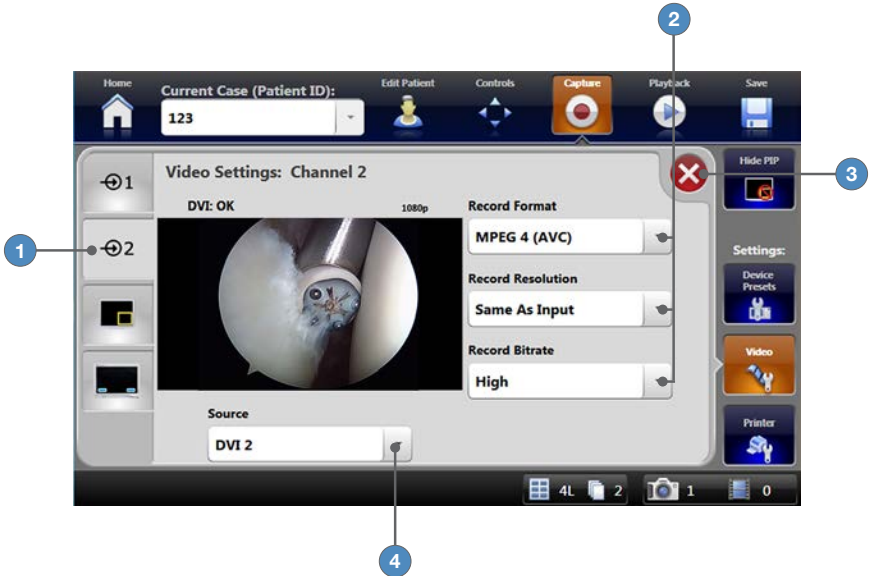 2
Home
Current Case (Patient ID):
123
Edit Patient
Controls
Capture
Playback
Save
1
Video Settings: Channel 2
DVI: OK
1080p
Record Format
MPEG 4 (AVC)
Hide PIP
3
1
2
Record Resolution
Same As Input
Settings:
Device
Presets
Record Bitrate
High
Video
Source
DVI 2
Printer
4L
2
1
0
4